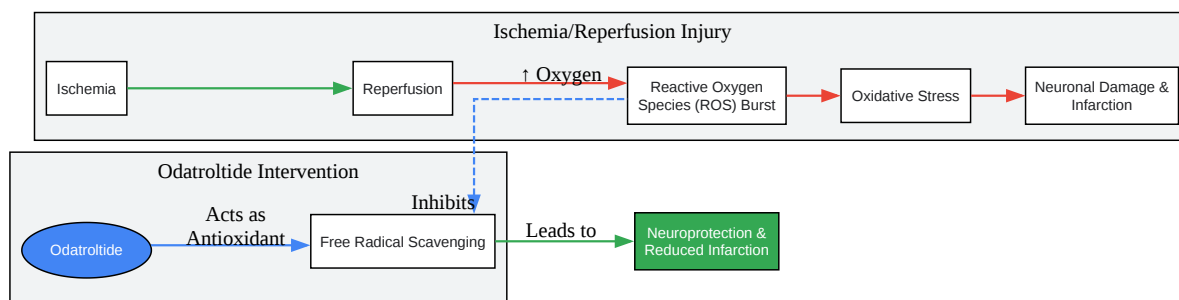 Ischemia/Reperfusion Injury
Ischemia
Reperfusion
↑ Oxygen
Reactive Oxygen
Species (ROS) Burst
Oxidative Stress
Neuronal Damage &
Infarction
Odatroltide Intervention
Odatroltide
Acts as
Antioxidant
Inhibits
Free Radical Scavenging
Leads to
Neuroprotection &
Reduced Infarction